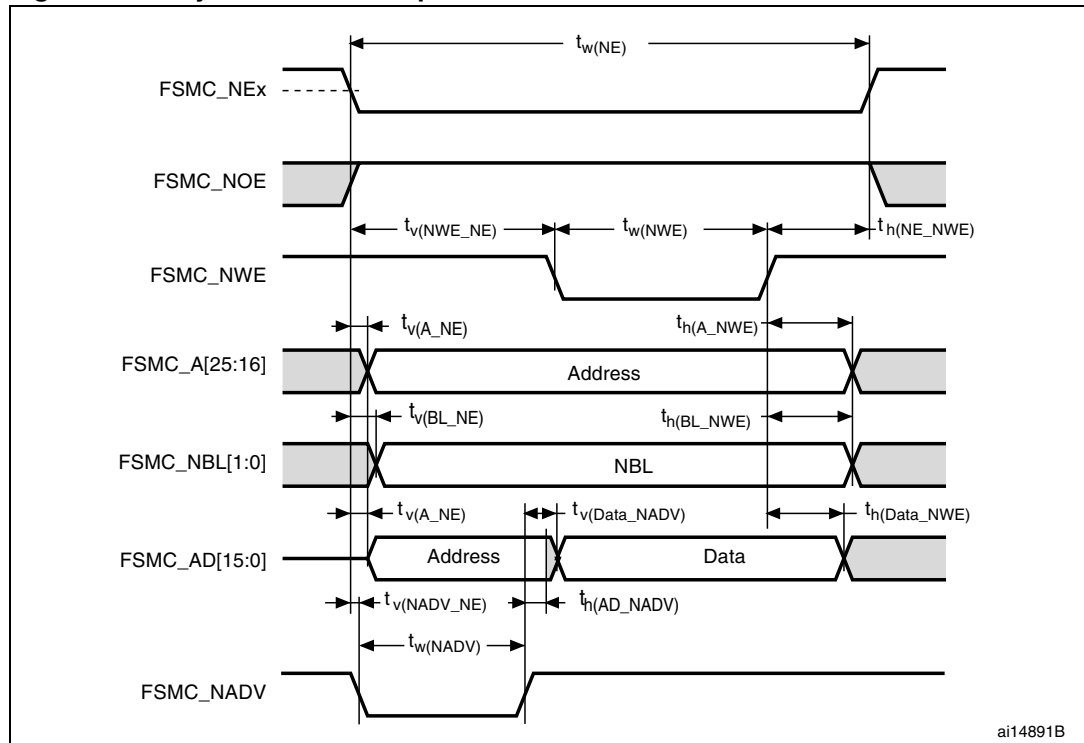 tw(NE)
FSMC_NEx
FSMC_NOE
tv(NWE_NE)
tw(NWE)
th(NE_NWE)
FSMC_NWE
tv(A_NE)
th(A_NWE)
FSMC_A[25:16]
Address
tv(BL_NE)
th(BL_NWE)
FSMC_NBL[1:0]
NBL
tv(A_NE)
tv(Data_NADV)
th(Data_NWE)
FSMC_AD[15:0]
Address
Data
tv(NADV_NE)
th(AD_NADV)
tw(NADV)
FSMC_NADV
ai14891B